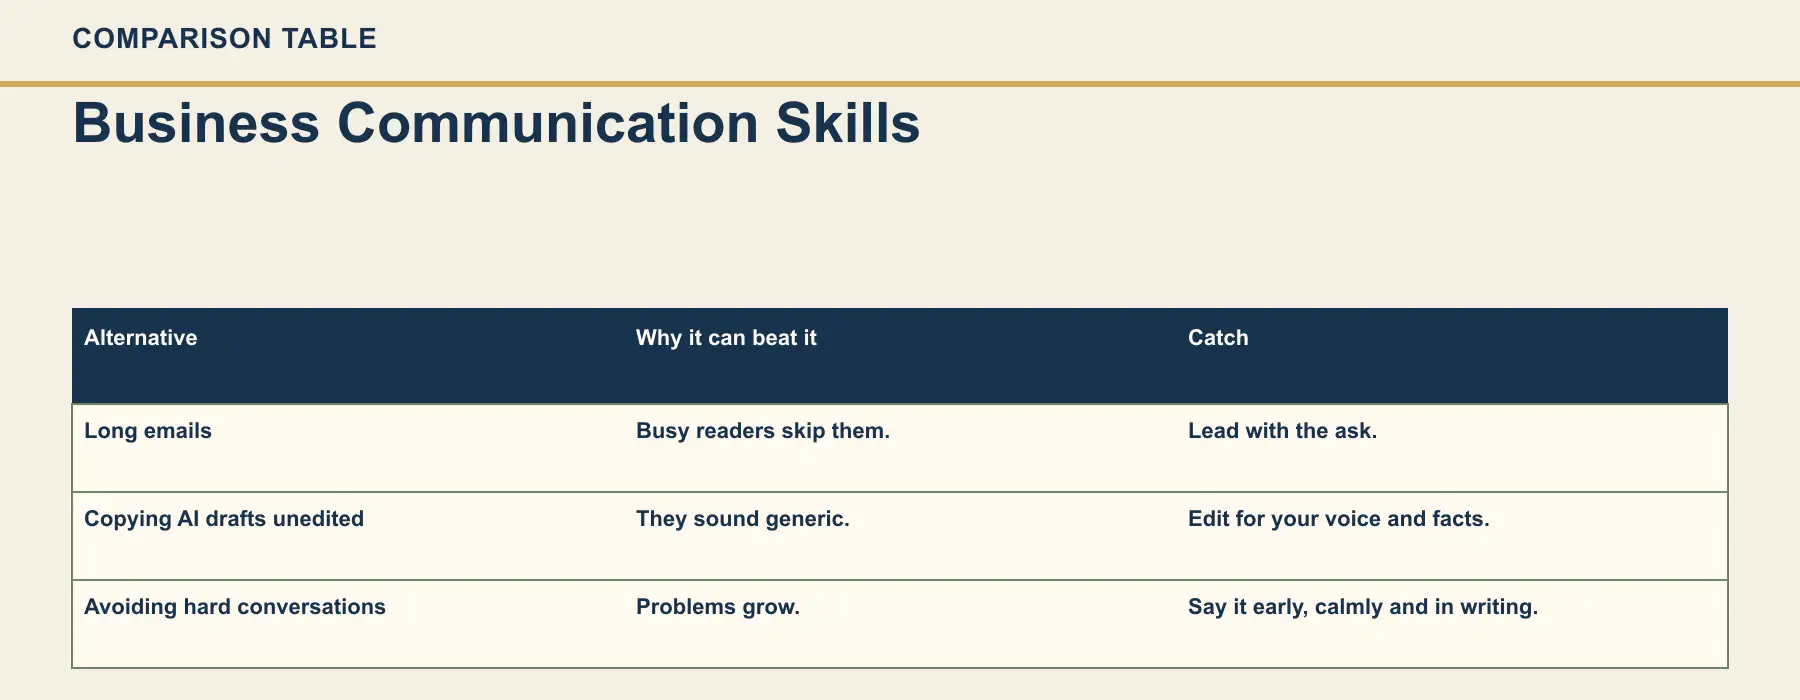 COMPARISON TABLE
Business Communication Skills
Alternative Why it can beat it Catch
Long emails Busy readers skip them. Lead with the ask.
Copying AI drafts unedited They sound generic. Edit for your voice and facts.
Avoiding hard conversations Problems grow. Say it early, calmly and in writing.